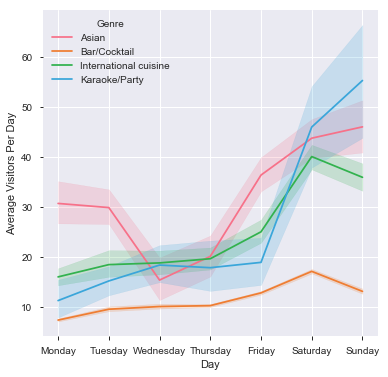 Genre
Asian
Bar/Cocktail
International cuisine
Karaoke/Party
Average Visitors Per Day
60
50
40
30
20
10
Monday Tuesday Wednesday Thursday Friday Saturday Sunday
Day